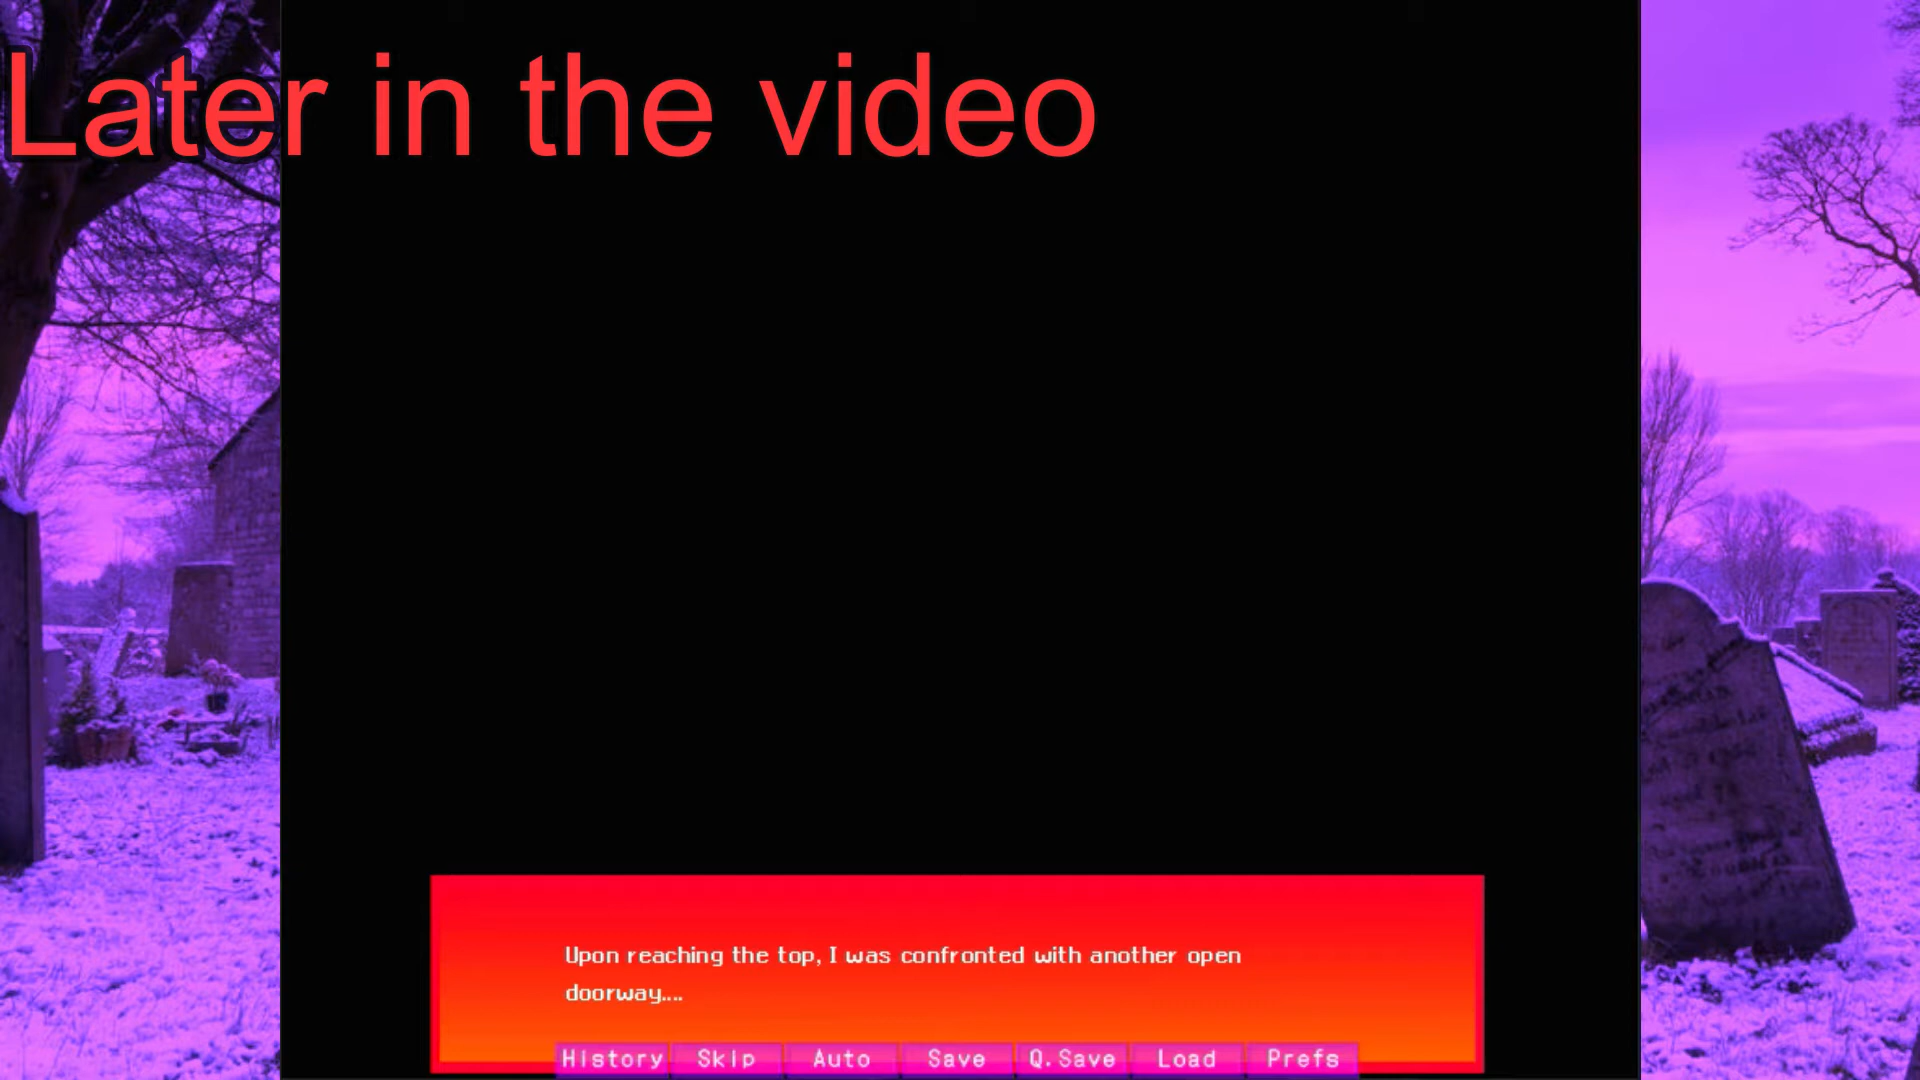 Later in the video
Upon reaching the top, I was confronted with another open
doorway....
History Skip Auto Save Q.Save Load Prefs